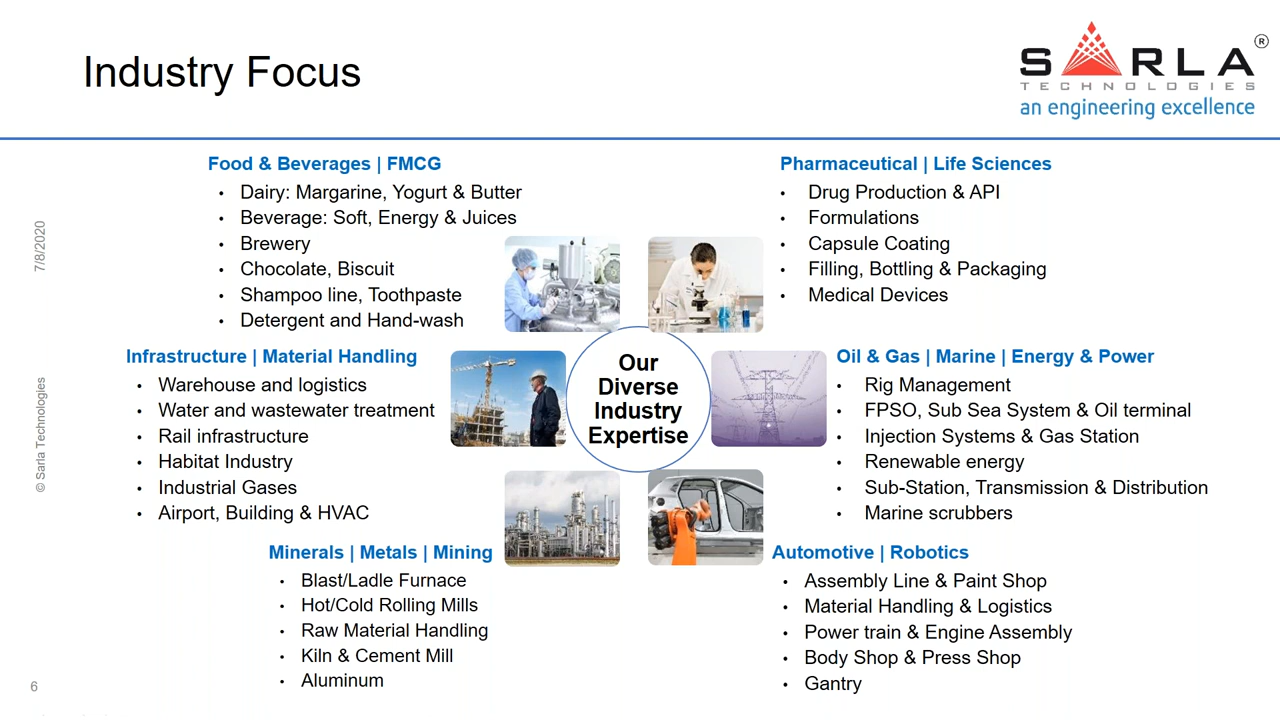 Industry Focus
SARLA
®
TECHNOLOGIES
an engineering excellence
Food & Beverages | FMCG
• Dairy: Margarine, Yogurt & Butter
• Beverage: Soft, Energy & Juices
• Brewery
• Chocolate, Biscuit
• Shampoo line, Toothpaste
• Detergent and Hand-wash
Pharmaceutical | Life Sciences
• Drug Production & API
• Formulations
• Capsule Coating
• Filling, Bottling & Packaging
• Medical Devices
Infrastructure | Material Handling
• Warehouse and logistics
• Water and wastewater treatment
• Rail infrastructure
• Habitat Industry
• Industrial Gases
• Airport, Building & HVAC
Our
Diverse
Industry
Expertise
Oil & Gas | Marine | Energy & Power
• Rig Management
• FPSO, Sub Sea System & Oil terminal
• Injection Systems & Gas Station
• Renewable energy
• Sub-Station, Transmission & Distribution
• Marine scrubbers
Minerals | Metals | Mining
• Blast/Ladle Furnace
• Hot/Cold Rolling Mills
• Raw Material Handling
• Kiln & Cement Mill
• Aluminum
Automotive | Robotics
• Assembly Line & Paint Shop
• Material Handling & Logistics
• Power train & Engine Assembly
• Body Shop & Press Shop
• Gantry
7/8/2020
© Sarla Technologies
6